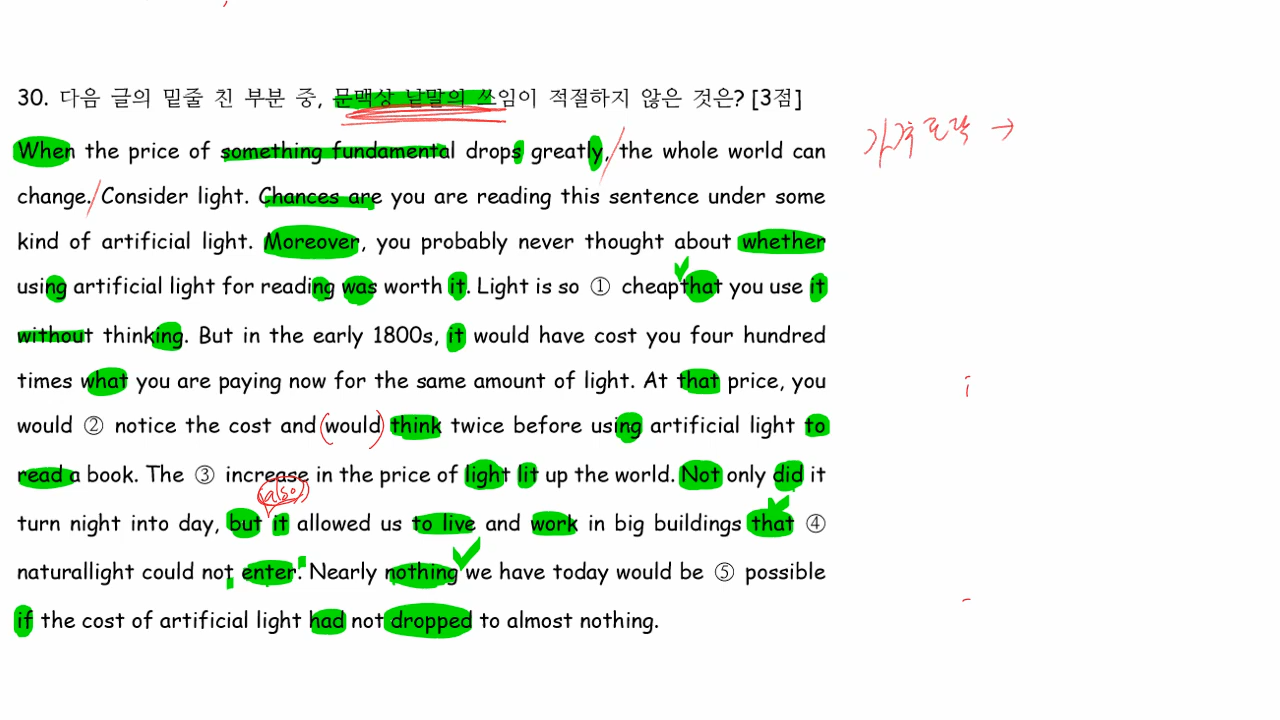 30. 다음 글의 밑줄 친 부분 중, 문맥상 낱말의 쓰임이 적절하지 않은 것은? [3점]
When the price of something fundamental drops greatly, the whole world can
가격 폭락 →
change. Consider light. Chances are you are reading this sentence under some
kind of artificial light. Moreover, you probably never thought about whether
using artificial light for reading was worth it. Light is so ① cheap that you use it
without thinking. But in the early 1800s, it would have cost you four hundred
times what you are paying now for the same amount of light. At that price, you
would ② notice the cost and (would) think twice before using artificial light to
read a book. The ③ increase in the price of light lit up the world. Not only did it
also
turn night into day, but it allowed us to live and work in big buildings that ④
naturallight could not enter. Nearly nothing we have today would be ⑤ possible
if the cost of artificial light had not dropped to almost nothing.